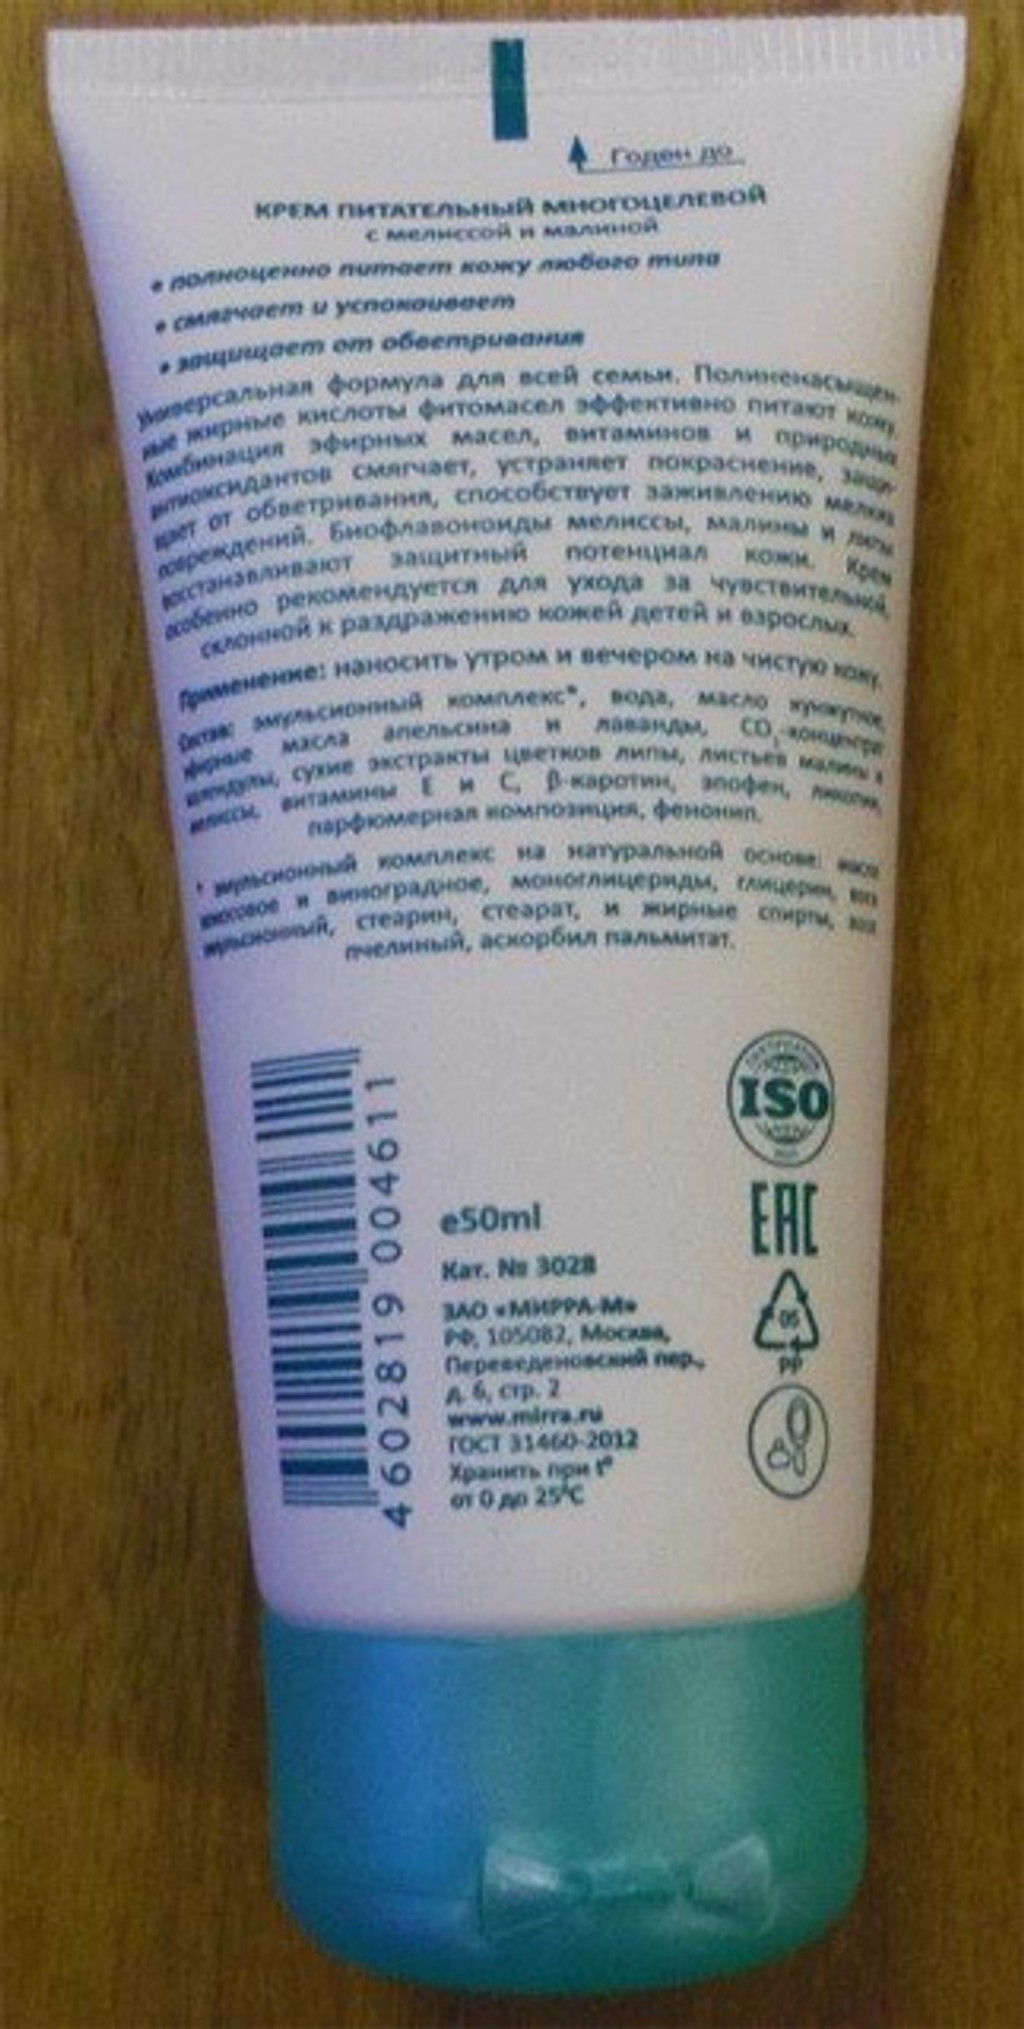 Годен до
КРЕМ ПИТАТЕЛЬНЫЙ МНОГОЦЕЛЕВОЙ
с мелиссой и малиной
• полноценно питает кожу любого типа
• смягчает и успокаивает
• защищает от обветривания
Универсальная формула для всей семьи. Полиненасыщен-
ные жирные кислоты фитомасел эффективно питают кожу.
Комбинация эфирных масел, витаминов и природных
антиоксидантов смягчает, устраняет покраснение, защи-
щает от обветривания, способствует заживлению мелких
повреждений. Биофлавоноиды мелиссы, малины и липы
восстанавливают защитный потенциал кожи. Крем
особенно рекомендуется для ухода за чувствительной,
склонной к раздражению кожей детей и взрослых.
Применение: наносить утром и вечером на чистую кожу.
Состав: эмульсионный комплекс*, вода, масло кунжутное,
эфирные масла апельсина и лаванды, CO₂-концентрат
календулы, сухие экстракты цветков липы, листьев малины и
мелиссы, витамины Е и С, β-каротин, эпофен, ликопин,
парфюмерная композиция, фенонип.
* эмульсионный комплекс на натуральной основе: масла
кокосовое и виноградное, моноглицериды, глицерин, воск
эмульсионный, стеарин, стеарат, и жирные спирты, воск
пчелиный, аскорбил пальмитат.
CERTIFICATION
ISO
EAC
05
PP
4 602819 004611
e50ml
Кат. № 3028
ЗАО «МИРРА-М»
РФ, 105082, Москва,
Переведеновский пер.,
д. 6, стр. 2
www.mirra.ru
ГОСТ 31460-2012
Хранить при t°
от 0 до 25°С